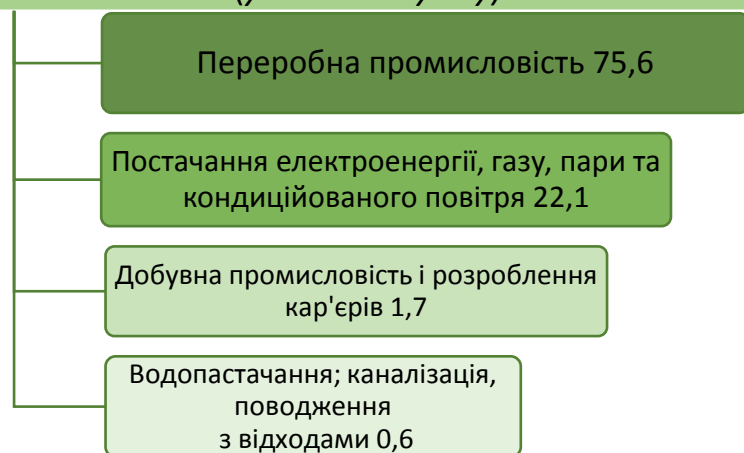 Переробна промисловість 75,6
Постачання електроенергії, газу, пари та
кондиційованого повітря 22,1
Добувна промисловість і розроблення
кар'єрів 1,7
Водопастачання; каналізація,
поводження
з відходами 0,6